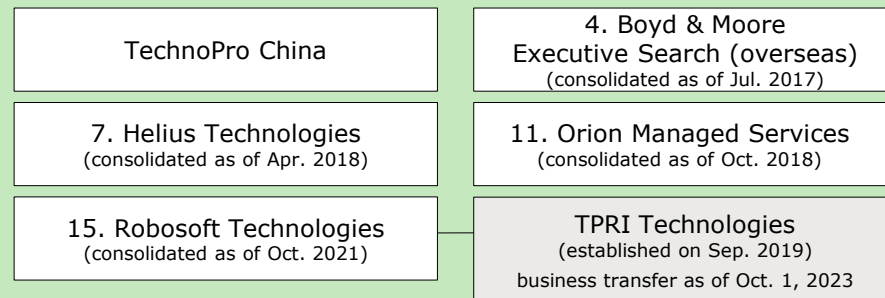 TechnoPro China
4. Boyd & Moore
Executive Search (overseas)
(consolidated as of Jul. 2017)
7. Helius Technologies
(consolidated as of Apr. 2018)
11. Orion Managed Services
(consolidated as of Oct. 2018)
15. Robosoft Technologies
(consolidated as of Oct. 2021)
TPRI Technologies
(established on Sep. 2019)
business transfer as of Oct. 1, 2023